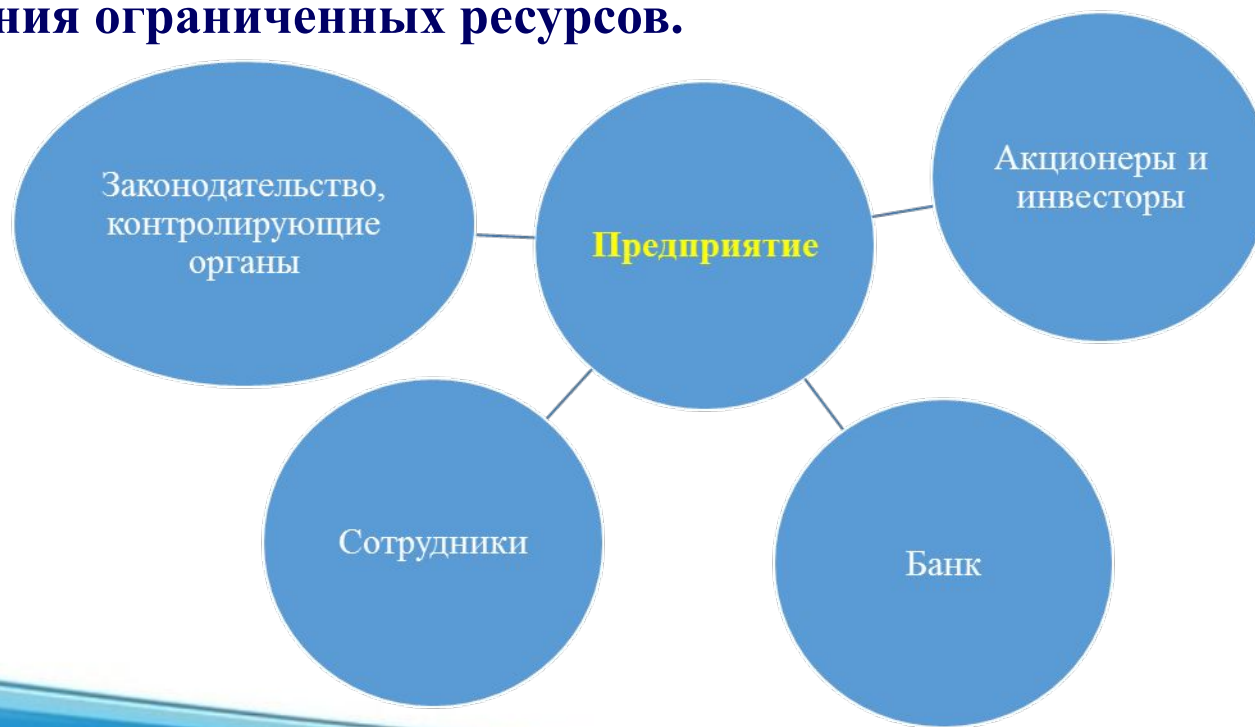 ния ограниченных ресурсов.
Законодательство,
контролирующие
органы
Предприятие
Акционеры и
инвесторы
Сотрудники
Банк